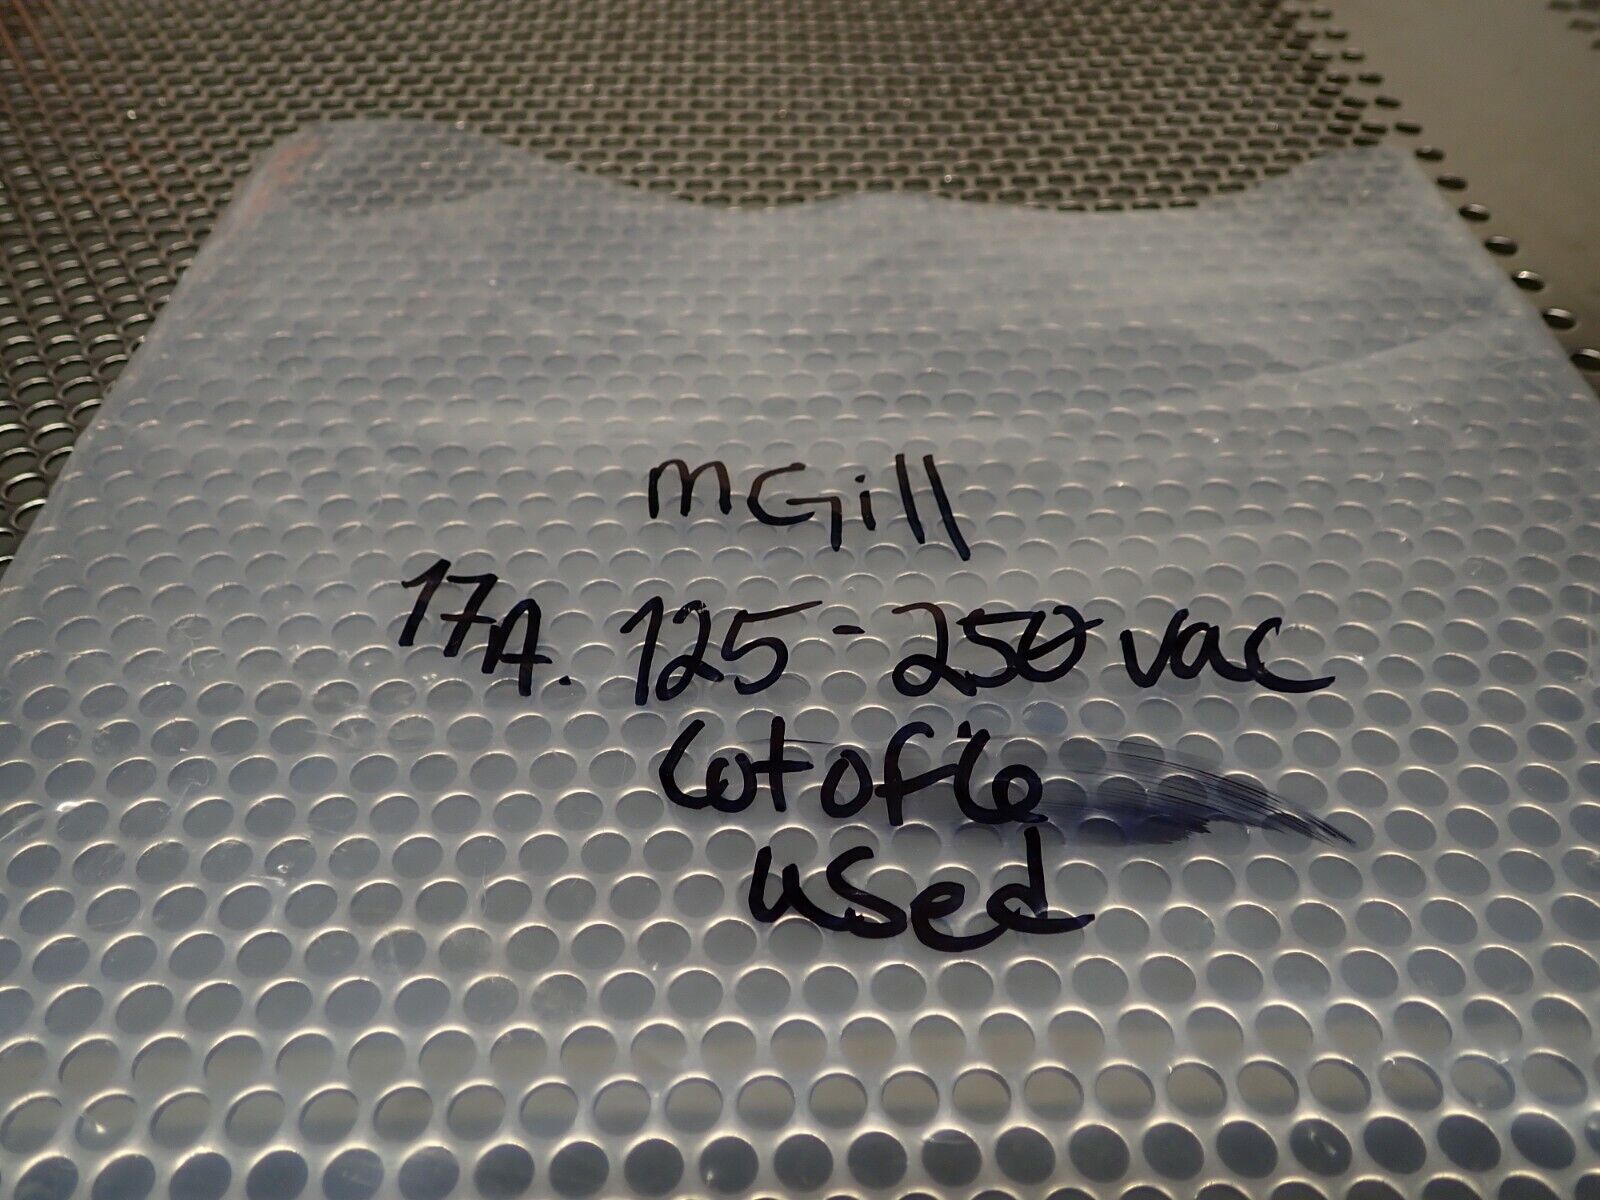 mGill
17A. 125-250 vac
Lot of 6
used